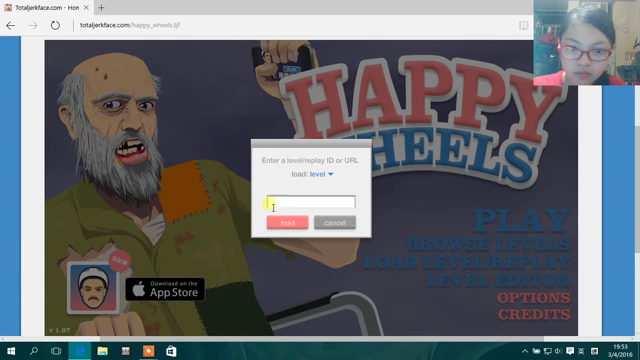 Totaljerkface.com - Hon
totaljerkface.com/happy_wheels.tjf
HAPPY
WHEELS
Enter a level/replay ID or URL
load: level
load
cancel
PLAY
BROWSE LEVELS
LOAD LEVEL/REPLAY
LEVEL EDITOR
OPTIONS
CREDITS
NEW
Download on the
App Store
v 1.87
19:53
3/4/2016